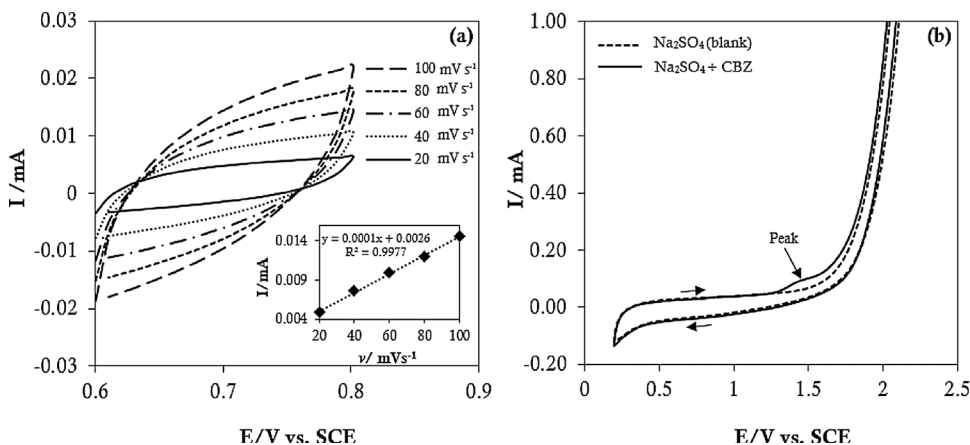 (a)
0.03
0.02
0.01
0
-0.01
-0.02
-0.03
I / mA
0.6
0.7
0.8
0.9
E/V vs. SCE
100 mV s⁻¹
80 mV s⁻¹
60 mV s⁻¹
40 mV s⁻¹
20 mV s⁻¹
y = 0.0001x + 0.0026
R² = 0.9977
0.014
0.009
0.004
I/mA
20 40 60 80 100
v/ mVs⁻¹
(b)
1.00
0.80
0.60
0.40
0.20
0.00
-0.20
I/ mA
0 0.5 1 1.5 2 2.5
E/V vs. SCE
Na₂SO₄ (blank)
Na₂SO₄ + CBZ
Peak